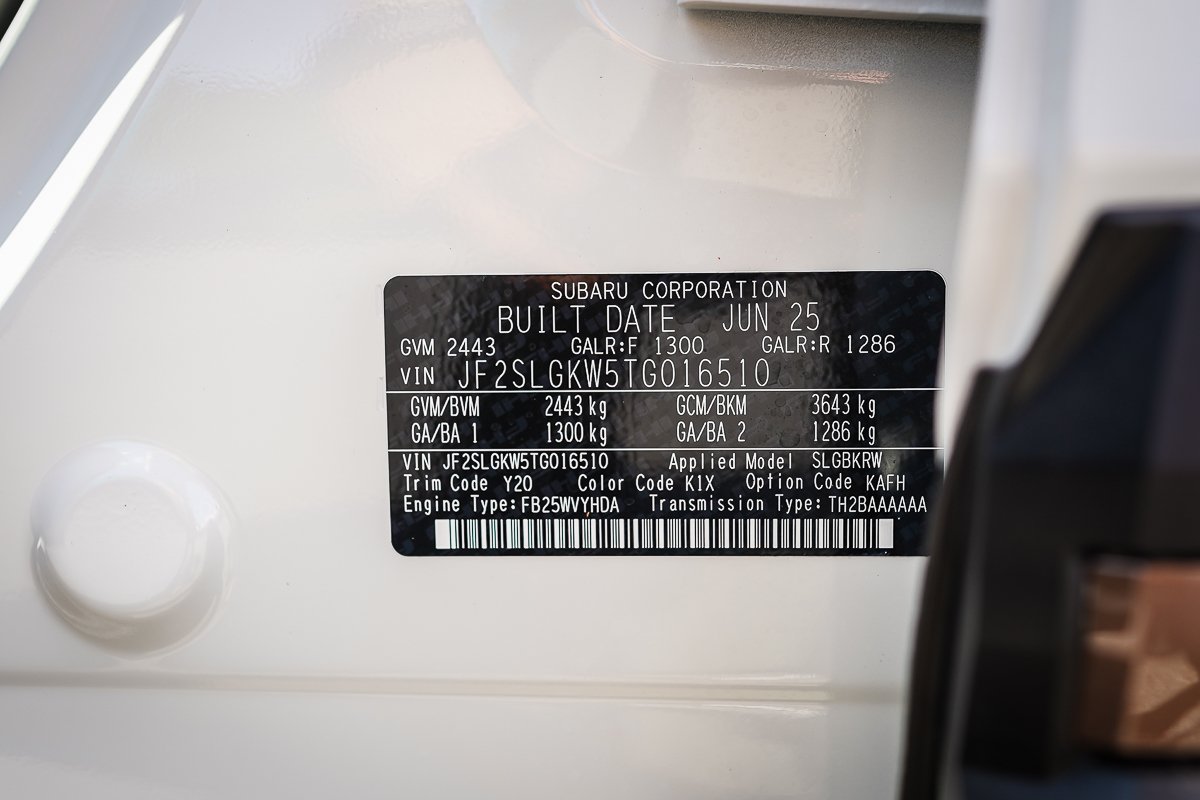 SUBARU CORPORATION
BUILT DATE JUN 25
GVM 2443 GALR:F 1300 GALR:R 1286
VIN JF2SLGKW5TG016510
GVM/BVM 2443 kg GCM/BKM 3643 kg
GA/BA 1 1300 kg GA/BA 2 1286 kg
VIN JF2SLGKW5TG016510 Applied Model SLGBKRW
Trim Code Y20 Color Code K1X Option Code KAFH
Engine Type: FB25WVYHDA Transmission Type: TH2BAAAAAA